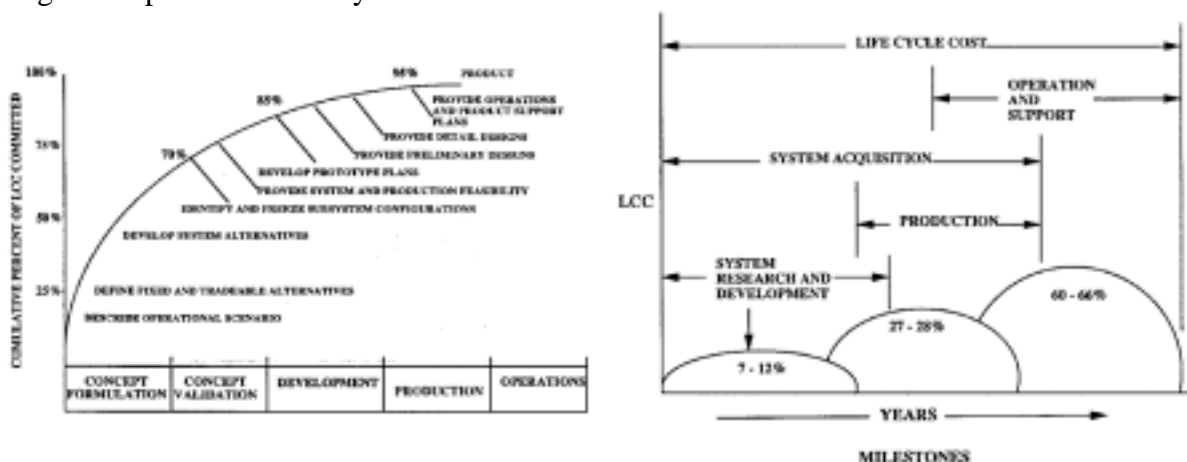 100%
75%
50%
25%
CUMULATIVE PERCENT OF LCC COMMITTED
70%
85%
95%
PRODUCT
PROVIDE OPERATIONS
AND PRODUCT SUPPORT
PLANS
PROVIDE DETAIL DESIGNS
PROVIDE PRELIMINARY DESIGNS
DEVELOP PROTOTYPE PLANS
PROVIDE SYSTEM AND PRODUCTION FEASIBILITY
IDENTIFY AND FREEZE SUBSYSTEM CONFIGURATIONS
DEVELOP SYSTEM ALTERNATIVES
DEFINE FIXED AND TRADEABLE ALTERNATIVES
DESCRIBE OPERATIONAL SCENARIO
CONCEPT
FORMULATION
CONCEPT
VALIDATION
DEVELOPMENT
PRODUCTION
OPERATIONS
LIFE CYCLE COST
OPERATION
AND
SUPPORT
SYSTEM ACQUISITION
LCC
PRODUCTION
SYSTEM
RESEARCH AND
DEVELOPMENT
60 - 66%
27 - 28%
7 - 12%
YEARS
MILESTONES